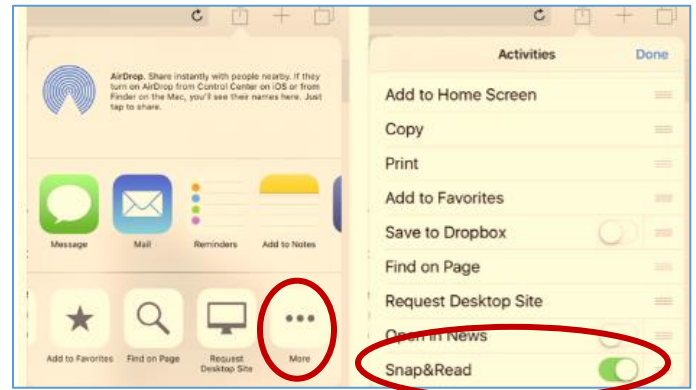 AirDrop. Share instantly with people nearby. If they
turn on AirDrop from Control Center on iOS or from
Finder on the Mac, you'll see their names here. Just
tap to share.
Message
Mail
Reminders
Add to Notes
Add to Favorites
Find on Page
Request
Desktop Site
More
Activities
Done
Add to Home Screen
Copy
Print
Add to Favorites
Save to Dropbox
Find on Page
Request Desktop Site
Open in News
Snap&Read